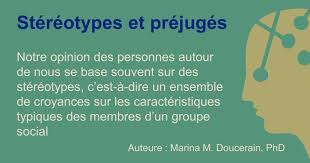 Stéréotypes et préjugés
Notre opinion des personnes autour
de nous se base souvent sur des
stéréotypes, c'est-à-dire un ensemble
de croyances sur les caractéristiques
typiques des membres d'un groupe
social
Auteure : Marina M. Doucerain, PhD